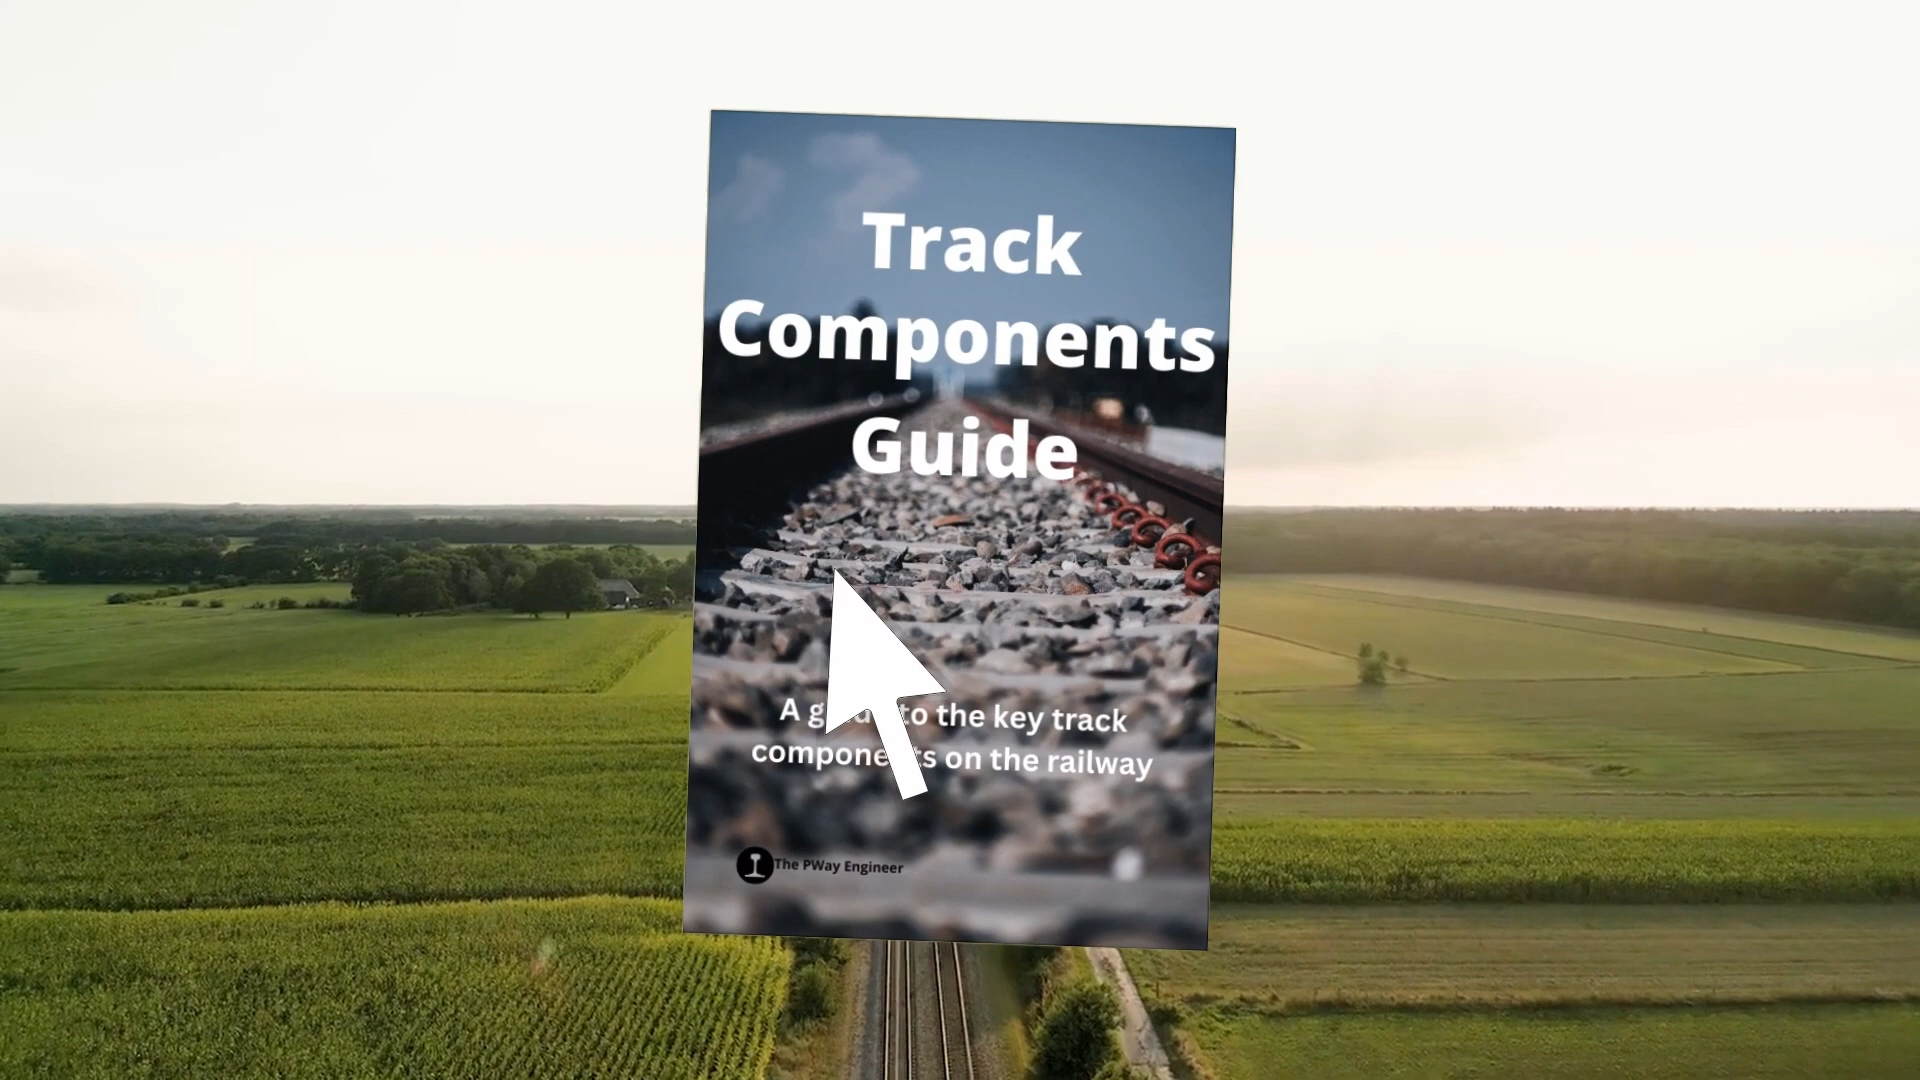 Track
Components
Guide
A to the key track
on the railway
The PWay Engineer